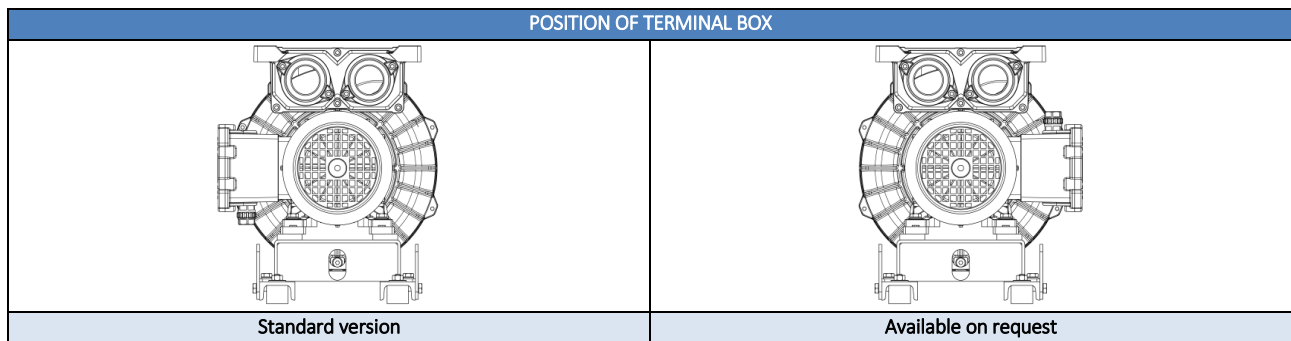 POSITION OF TERMINAL BOX
Standard version
Available on request